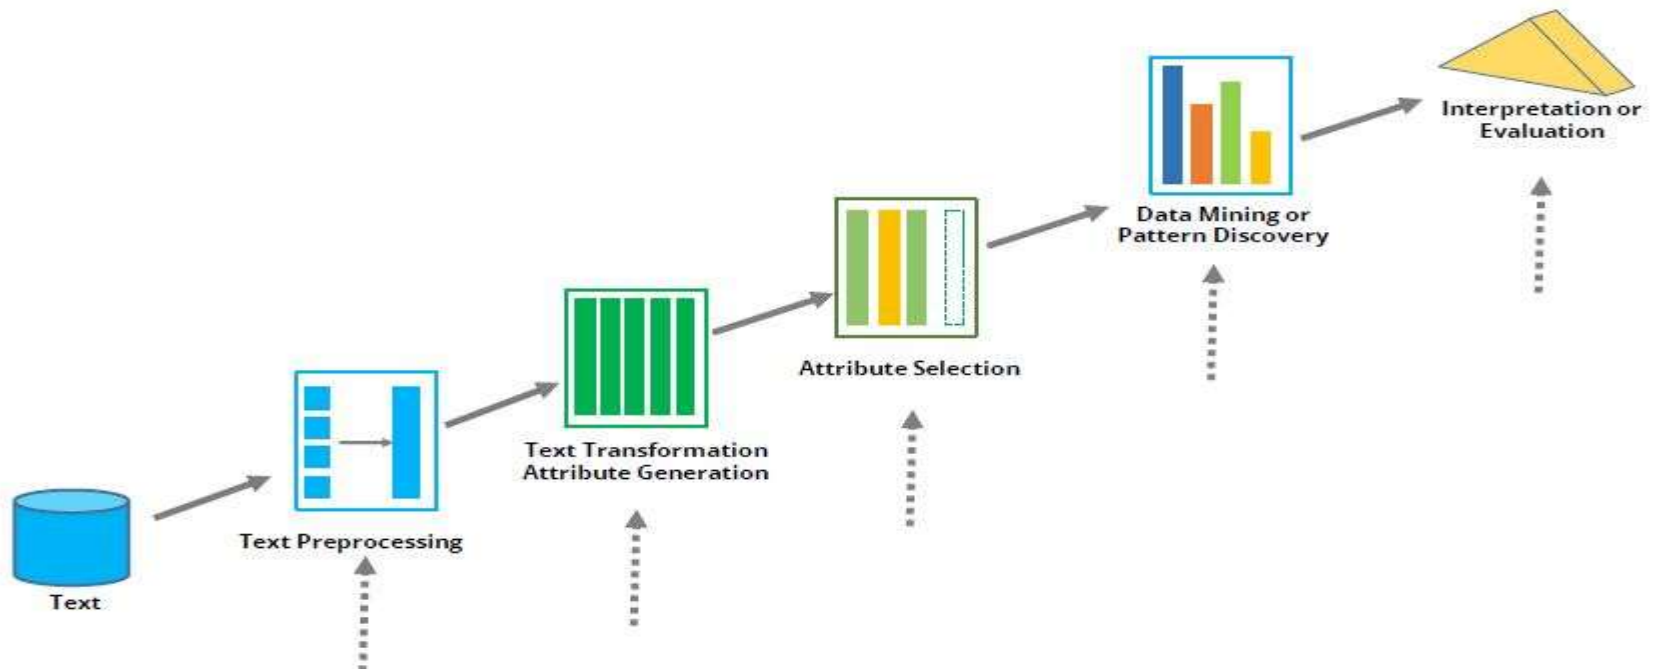 Text
Text Preprocessing
Text Transformation
Attribute Generation
Attribute Selection
Data Mining or
Pattern Discovery
Interpretation or
Evaluation